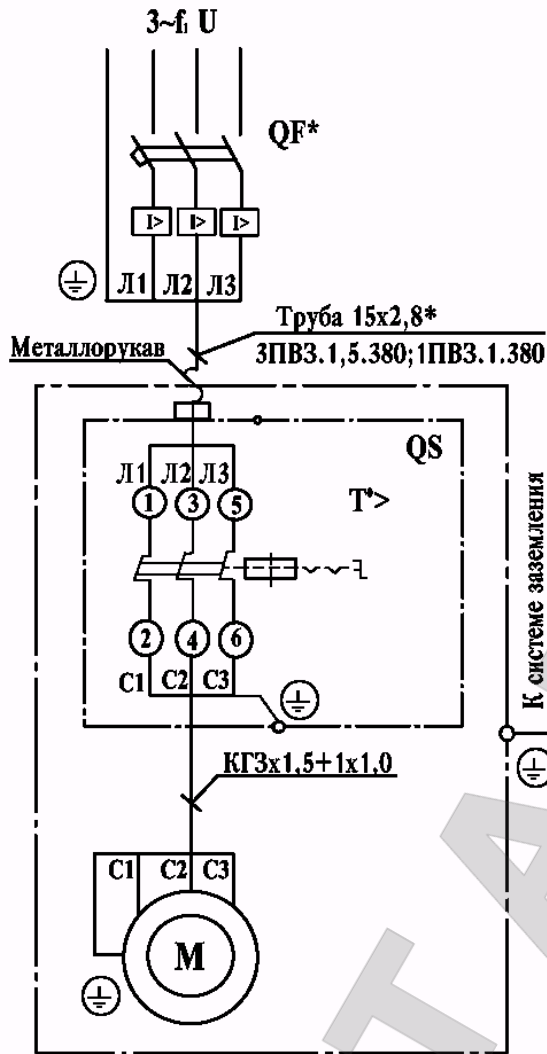 3~f₁ U
QF*
I> I> I>
Л1 Л2 Л3
Труба 15х2,8*
Металлорукав
3ПВ3.1,5.380;1ПВ3.1.380
QS
Л1 Л2 Л3
1 3 5
T°>
К системе заземления
2 4 6
С1 С2 С3
КГ3х1,5+1х1,0
С1 С2 С3
М